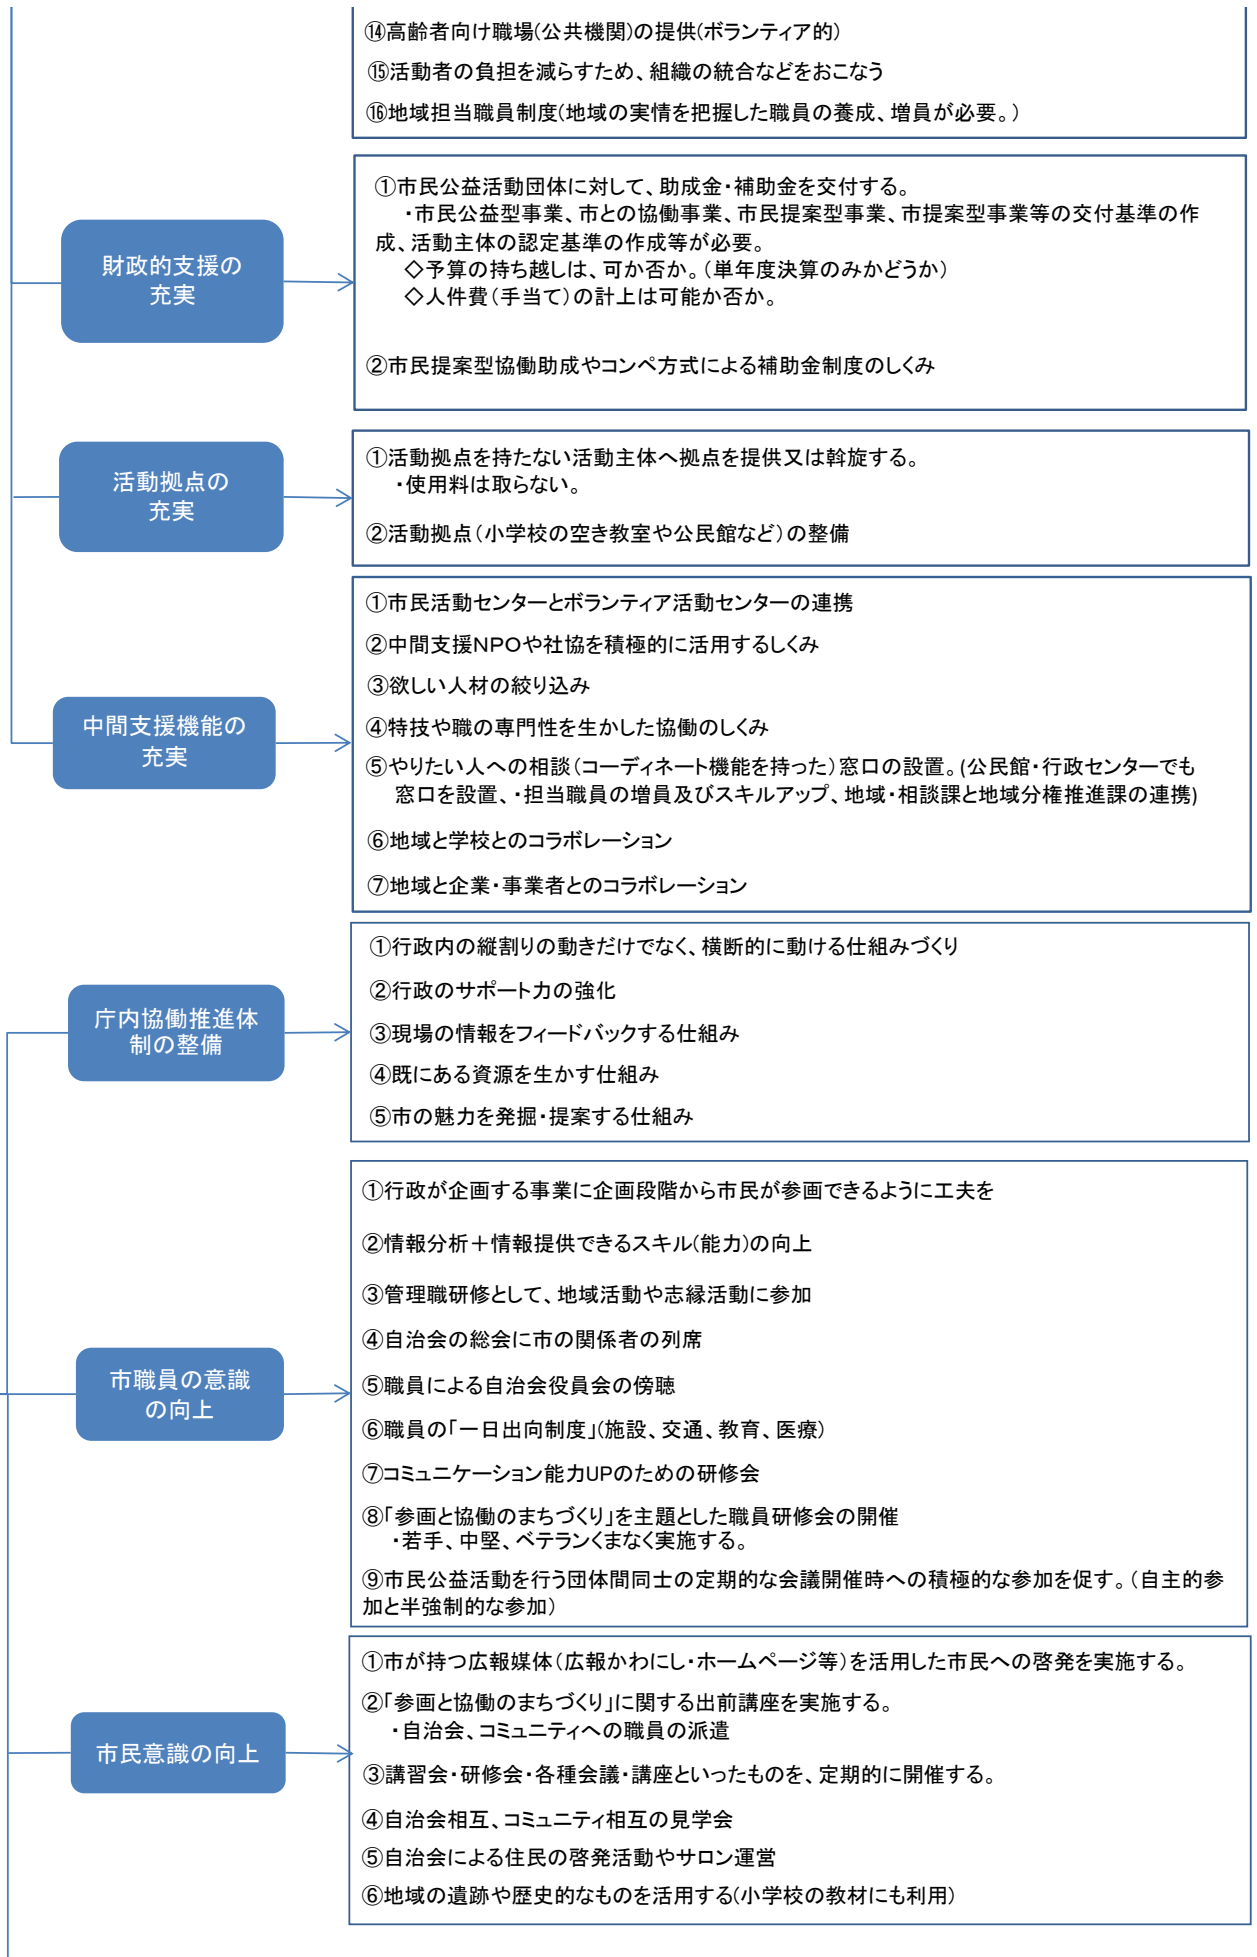 ⑭高齢者向け職場(公共機関)の提供(ボランティア的)
⑮活動者の負担を減らすため、組織の統合などをおこなう
⑯地域担当職員制度(地域の実情を把握した職員の養成、増員が必要。)
財政的支援の
充実
①市民公益活動団体に対して、助成金・補助金を交付する。
・市民公益型事業、市との協働事業、市民提案型事業、市提案型事業等の交付基準の作
成、活動主体の認定基準の作成等が必要。
◇予算の持ち越しは、可か否か。(単年度決算のみかどうか)
◇人件費(手当て)の計上は可能か否か。
②市民提案型協働助成やコンペ方式による補助金制度のしくみ
活動拠点の
充実
①活動拠点を持たない活動主体へ拠点を提供又は斡旋する。
・使用料は取らない。
②活動拠点(小学校の空き教室や公民館など)の整備
中間支援機能の
充実
①市民活動センターとボランティア活動センターの連携
②中間支援NPOや社協を積極的に活用するしくみ
③欲しい人材の絞り込み
④特技や職の専門性を生かした協働のしくみ
⑤やりたい人への相談(コーディネート機能を持った)窓口の設置。(公民館・行政センターでも
窓口を設置、・担当職員の増員及びスキルアップ、地域・相談課と地域分権推進課の連携)
⑥地域と学校とのコラボレーション
⑦地域と企業・事業者とのコラボレーション
庁内協働推進体
制の整備
①行政内の縦割りの動きだけでなく、横断的に動ける仕組みづくり
②行政のサポート力の強化
③現場の情報をフィードバックする仕組み
④既にある資源を生かす仕組み
⑤市の魅力を発掘・提案する仕組み
市職員の意識
の向上
①行政が企画する事業に企画段階から市民が参画できるように工夫を
②情報分析+情報提供できるスキル(能力)の向上
③管理職研修として、地域活動や志縁活動に参加
④自治会の総会に市の関係者の列席
⑤職員による自治会役員会の傍聴
⑥職員の「一日出向制度」(施設、交通、教育、医療)
⑦コミュニケーション能力UPのための研修会
⑧「参画と協働のまちづくり」を主題とした職員研修会の開催
・若手、中堅、ベテランくまなく実施する。
⑨市民公益活動を行う団体間同士の定期的な会議開催時への積極的な参加を促す。(自主的参
加と半強制的な参加)
市民意識の向上
①市が持つ広報媒体(広報かわにし・ホームページ等)を活用した市民への啓発を実施する。
②「参画と協働のまちづくり」に関する出前講座を実施する。
・自治会、コミュニティへの職員の派遣
③講習会・研修会・各種会議・講座といったものを、定期的に開催する。
④自治会相互、コミュニティ相互の見学会
⑤自治会による住民の啓発活動やサロン運営
⑥地域の遺跡や歴史的なものを活用する(小学校の教材にも利用)